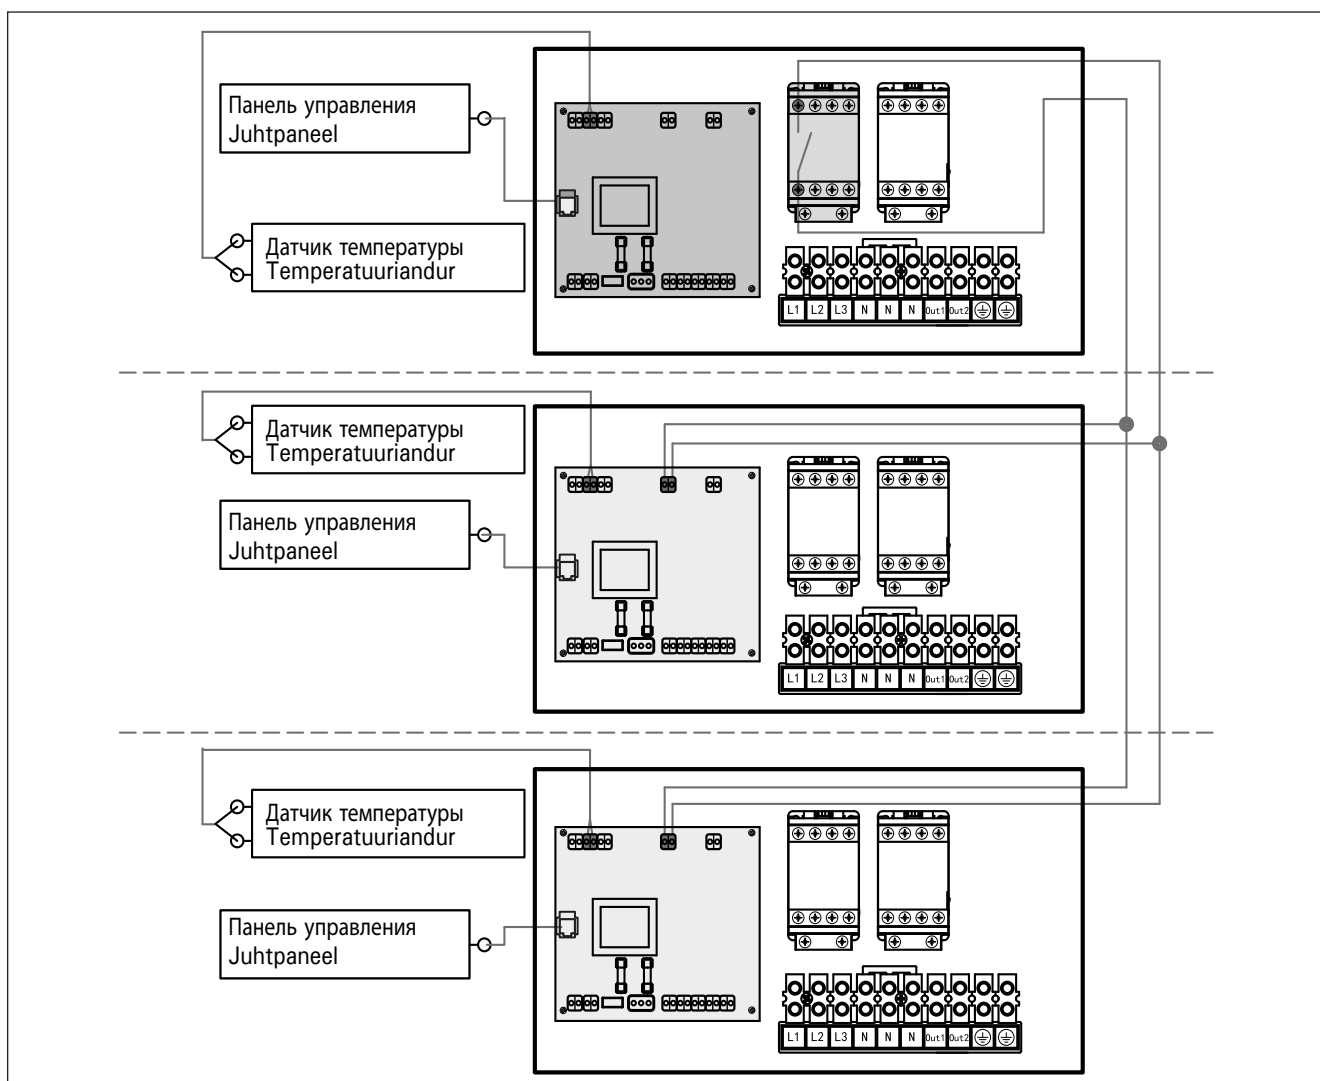 Панель управления
Juhtpaneel
Датчик температуры
Temperatuuriandur
L1 L2 L3 N N N Out1 Out2
Датчик температуры
Temperatuuriandur
Панель управления
Juhtpaneel
L1 L2 L3 N N N Out1 Out2
Датчик температуры
Temperatuuriandur
Панель управления
Juhtpaneel
L1 L2 L3 N N N Out1 Out2